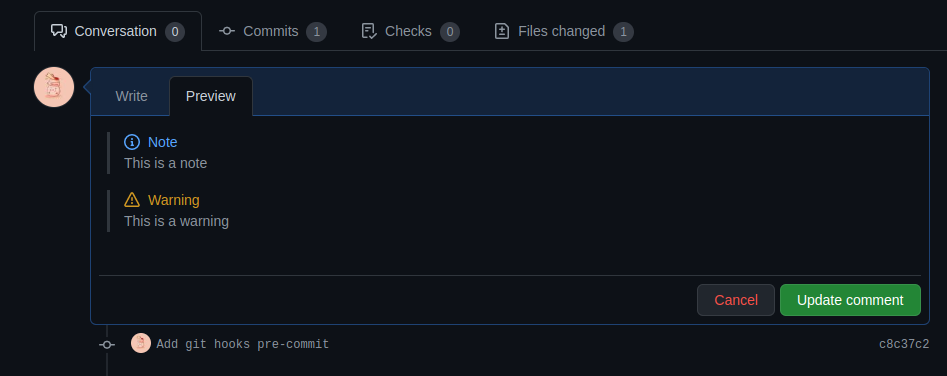 Conversation 0 Commits 1 Checks 0 Files changed 1
Write Preview
Note
This is a note
Warning
This is a warning
Cancel Update comment
Add git hooks pre-commit c8c37c2